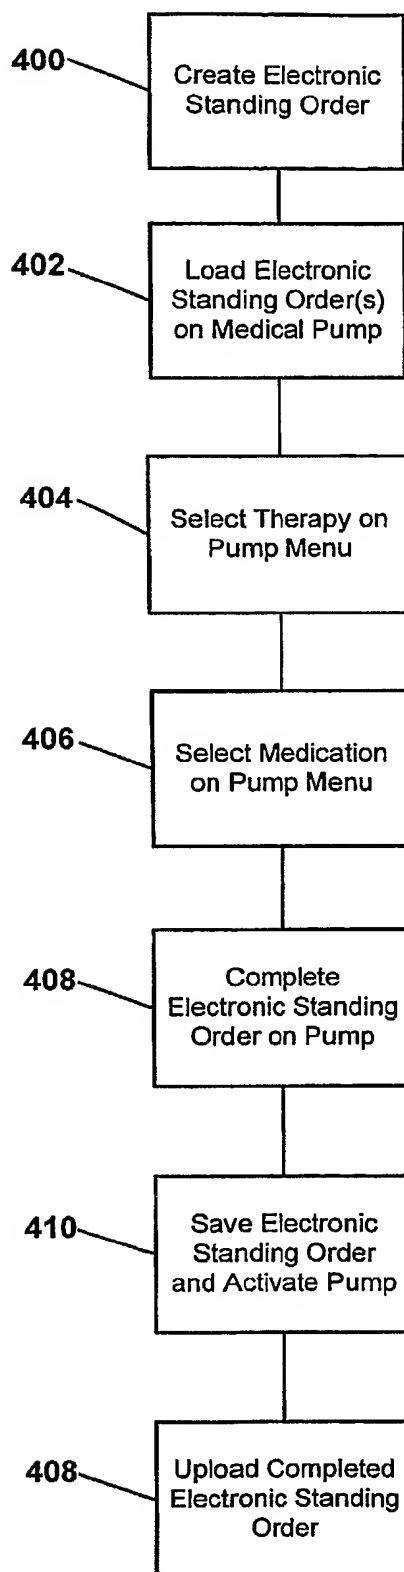 400
Create Electronic
Standing Order
402
Load Electronic
Standing Order(s)
on Medical Pump
404
Select Therapy on
Pump Menu
406
Select Medication
on Pump Menu
408
Complete
Electronic Standing
Order on Pump
410
Save Electronic
Standing Order
and Activate Pump
408
Upload Completed
Electronic Standing
Order